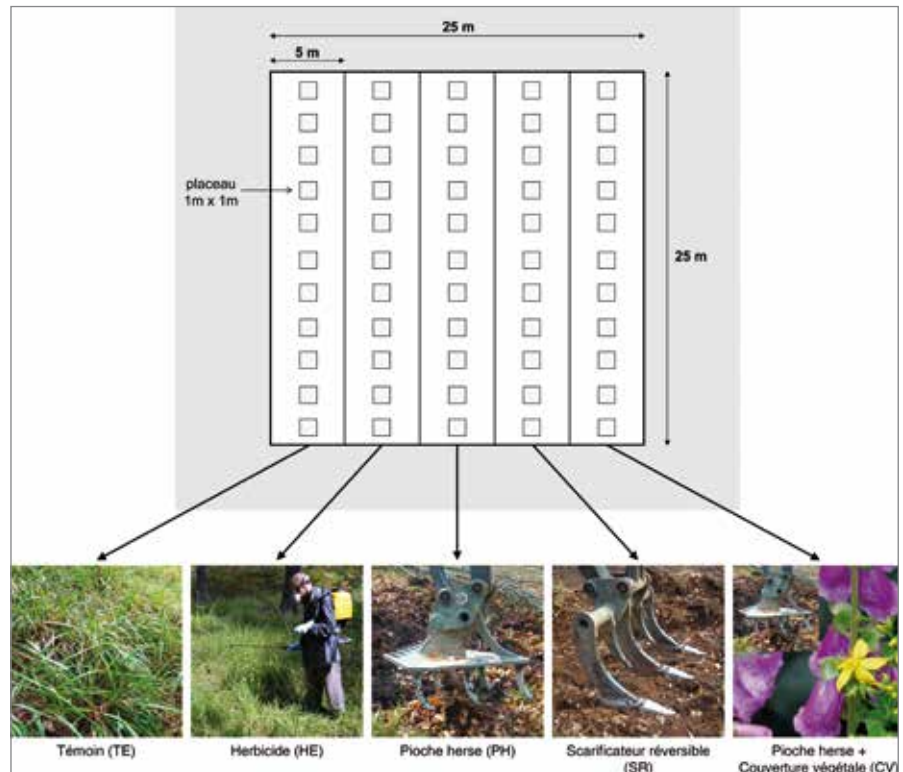 25 m
5 m
placeau
1m x 1m
25 m
Témoin (TE)
Herbicide (HE)
Pioche herse (PH)
Scarificateur réversible
(SR)
Pioche herse +
Couverture végétale (CV)